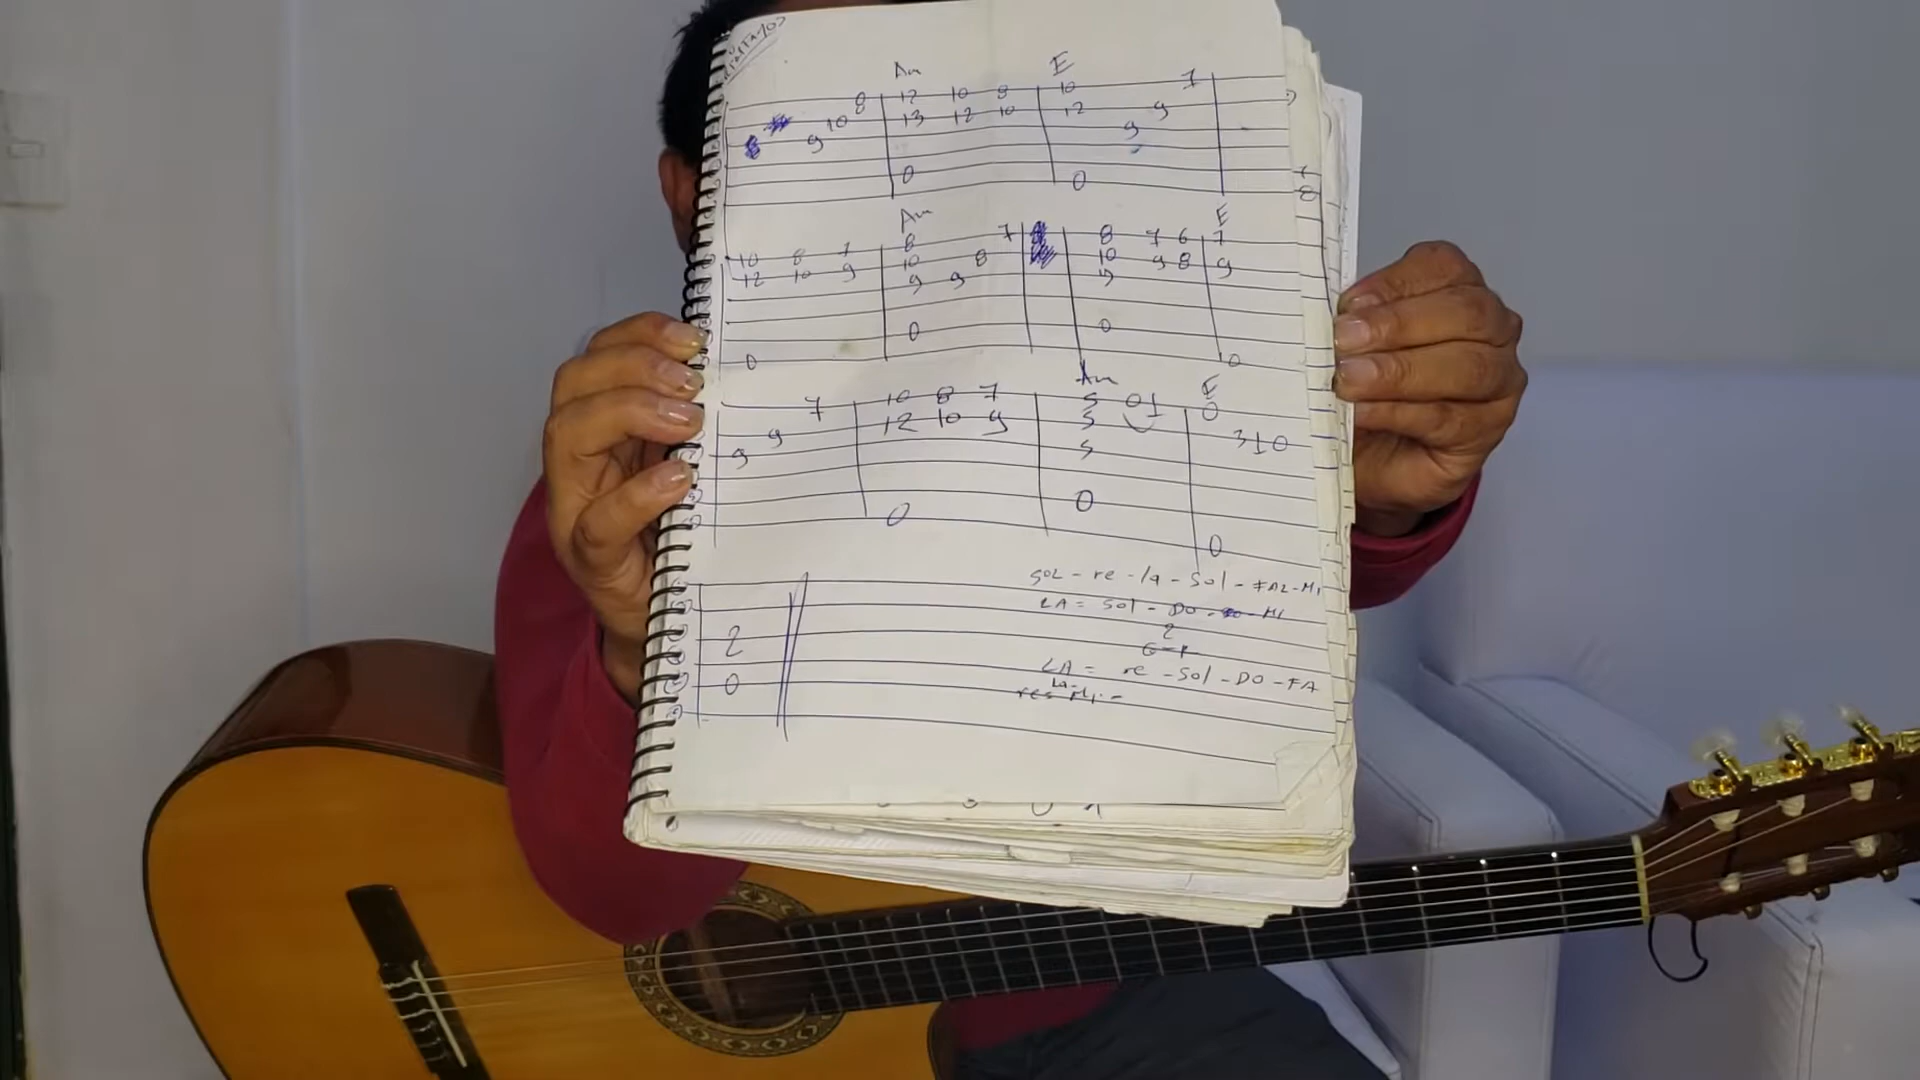 Am E
8 12 10 8 10 7
10 13 12 10 12 9
9 9
0 0
Am E
10 8 7 8 7 8 7 6 7
12 10 9 10 8 10 9 8 9
9 9 9
0 0
0 0
Am E
7 10 8 7 5 0 1 0
9 12 10 9 5 3 1 0
9 5
0
0 0
2
0
SOL - re - la - Sol - FA# - MI
LA = Sol - DO - MI
2
LA = re - Sol - DO - FA